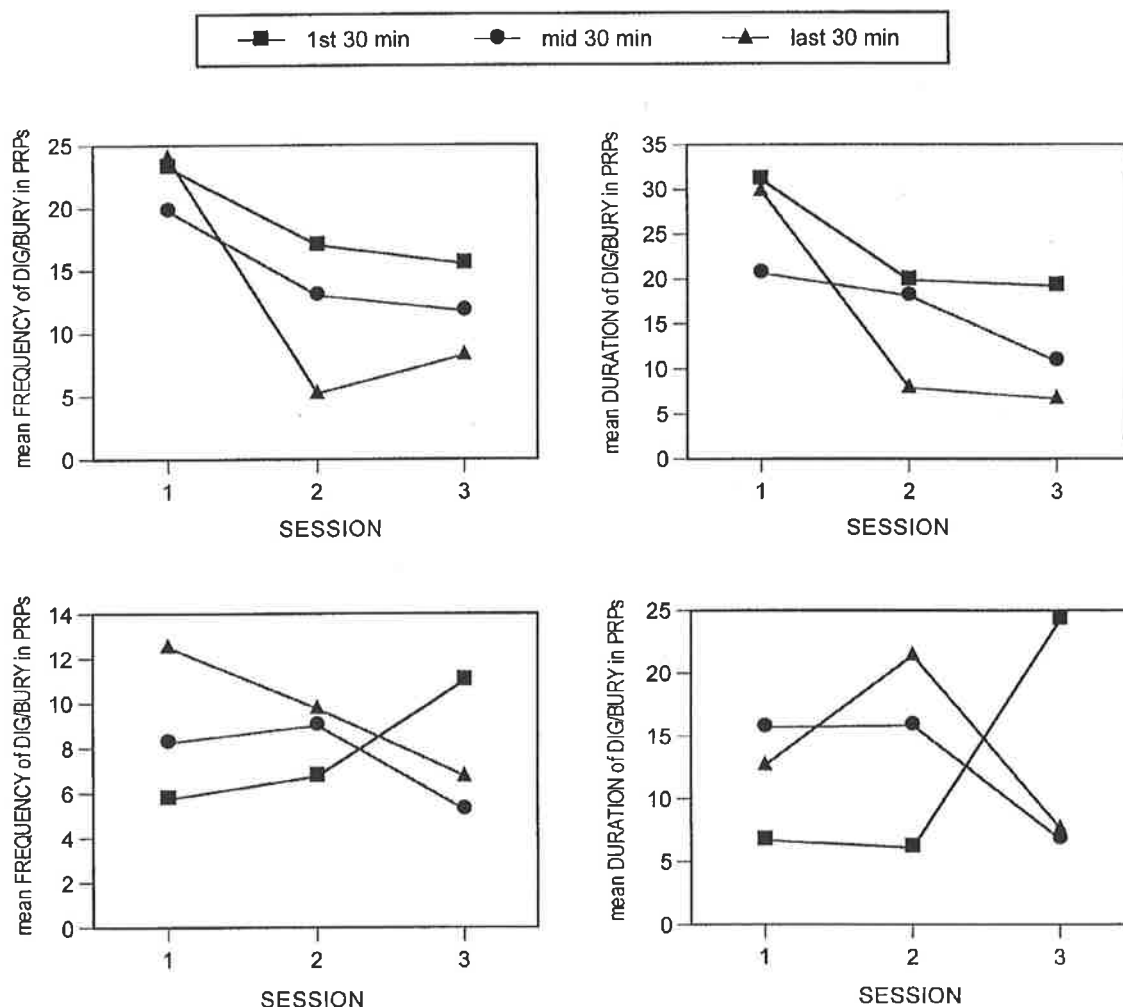 1st 30 min mid 30 min last 30 min
mean FREQUENCY of DIG/BURY in PRPs
25
20
15
10
5
0
1 2 3
SESSION
mean DURATION of DIG/BURY in PRPs
35
30
25
20
15
10
5
0
1 2 3
SESSION
mean FREQUENCY of DIG/BURY in PRPs
14
12
10
8
6
4
2
0
1 2 3
SESSION
mean DURATION of DIG/BURY in PRPs
25
20
15
10
5
0
1 2 3
SESSION